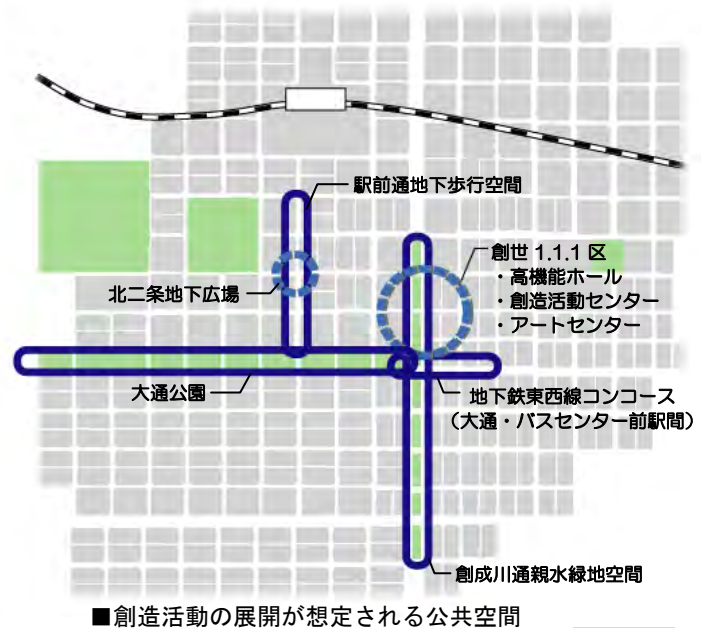 駅前通地下歩行空間
創世 1.1.1 区
・高機能ホール
・創造活動センター
・アートセンター
北二条地下広場
大通公園
地下鉄東西線コンコース
（大通・バスセンター前駅間）
創成川通親水緑地空間
■創造活動の展開が想定される公共空間